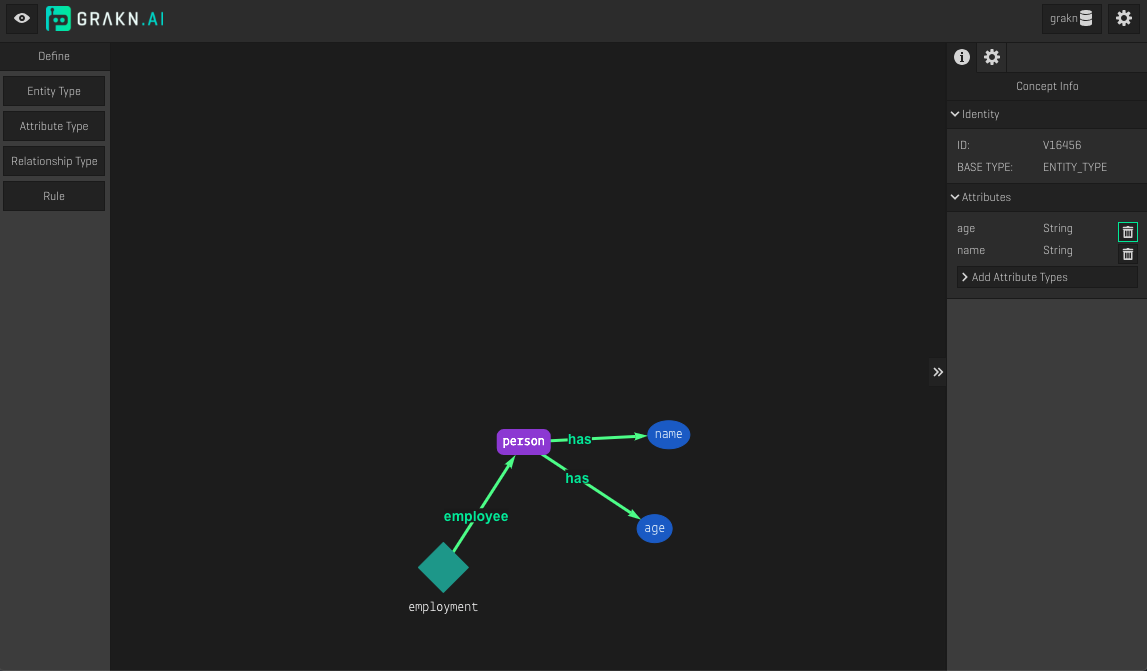 GRAKN.AI
grakn
Define
Entity Type
Attribute Type
Relationship Type
Rule
person
has
name
has
age
employee
employment
Concept Info
Identity
ID: V16456
BASE TYPE: ENTITY_TYPE
Attributes
age String
name String
Add Attribute Types